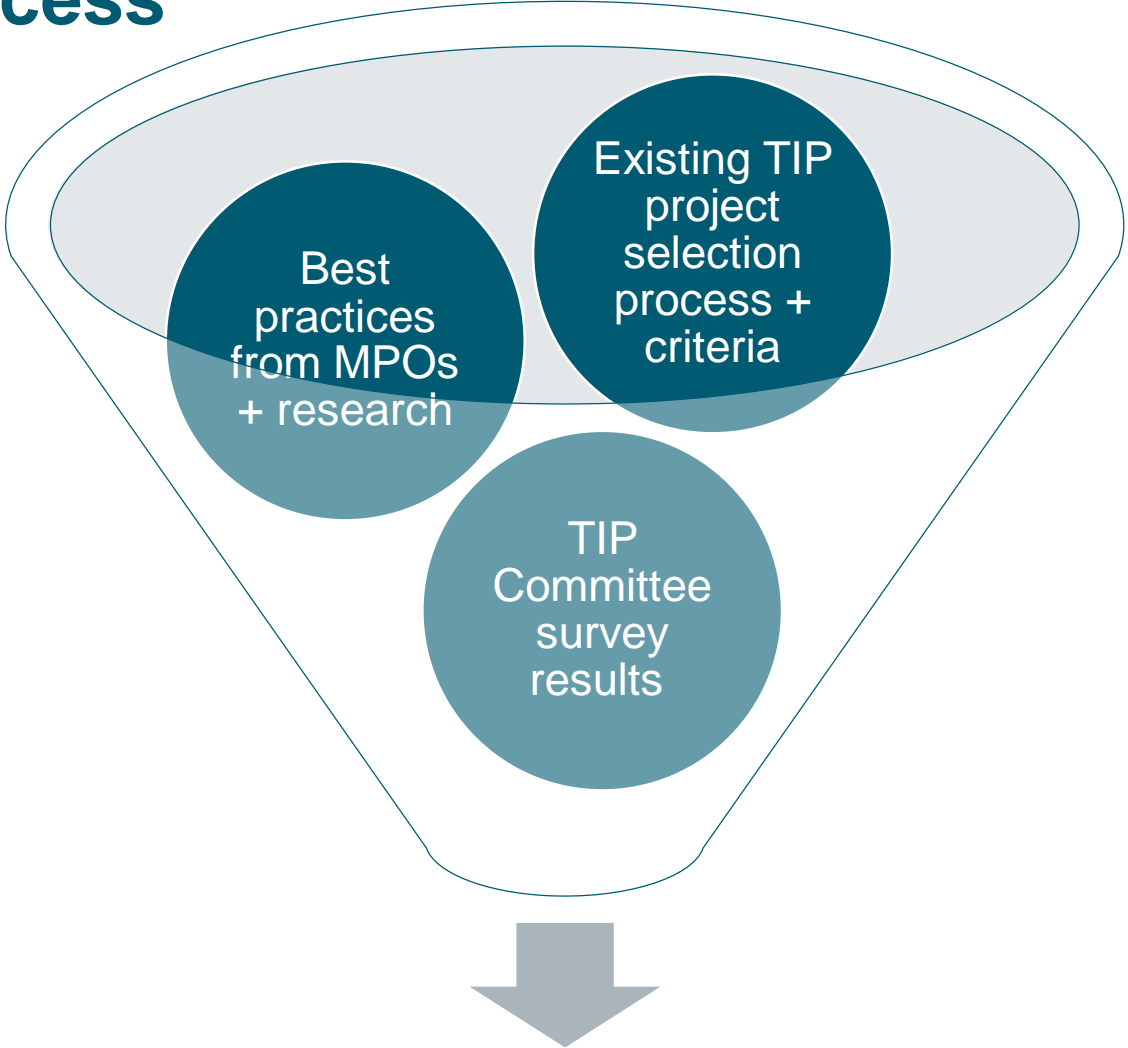 cess
Best
practices
from MPOs
+ research
Existing TIP
project
selection
process +
criteria
TIP
Committee
survey
results